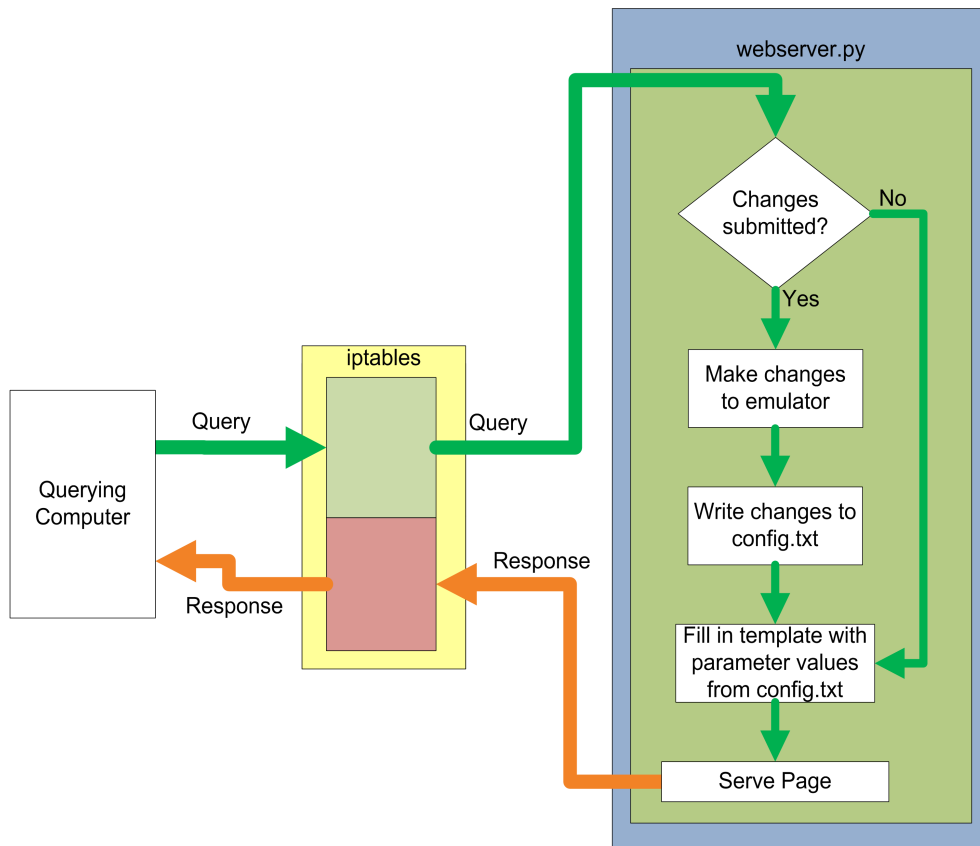 webserver.py
Changes
submitted?
No
Yes
iptables
Make changes
to emulator
Query
Query
Querying
Computer
Write changes to
config.txt
Response
Response
Fill in template with
parameter values
from config.txt
Serve Page